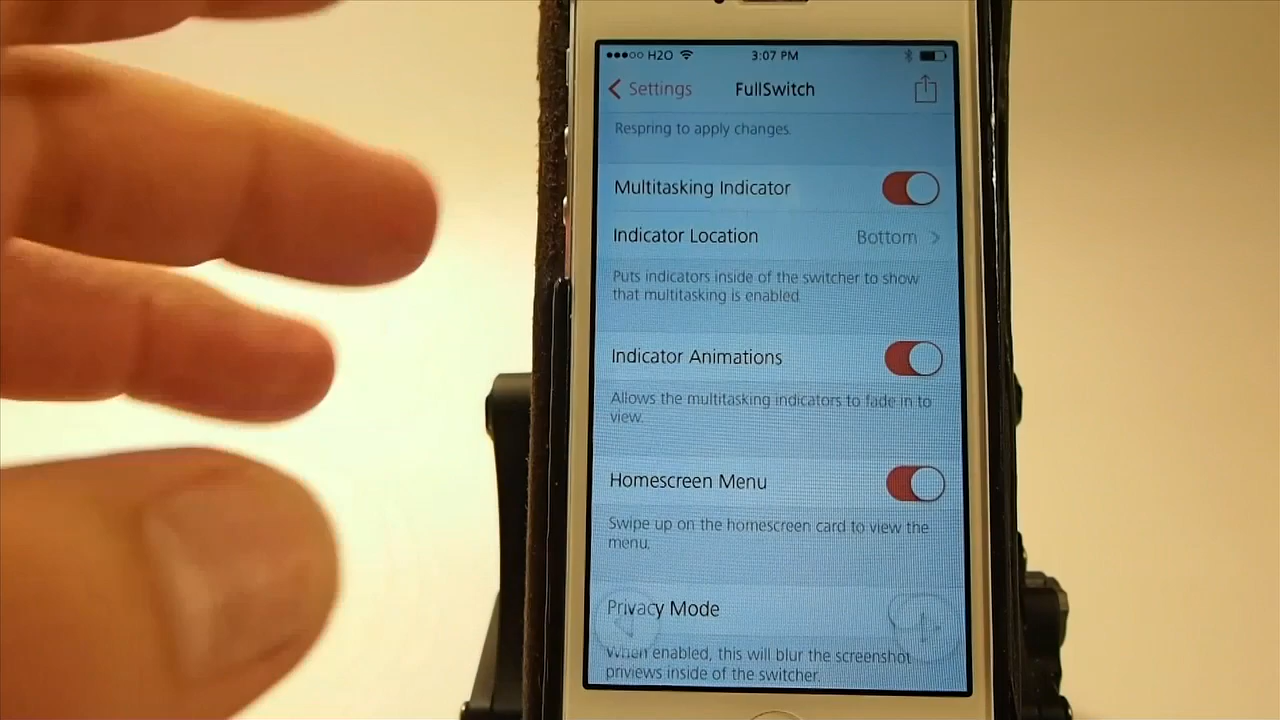 H2O 3:07 PM
Settings FullSwitch
Respring to apply changes.
Multitasking Indicator
Indicator Location Bottom
Puts indicators inside of the switcher to show
that multitasking is enabled
Indicator Animations
Allows the multitasking indicators to fade in to
view.
Homescreen Menu
Swipe up on the homescreen card to view the
menu.
Privacy Mode
When enabled, this will blur the screenshot
priviews inside of the switcher.